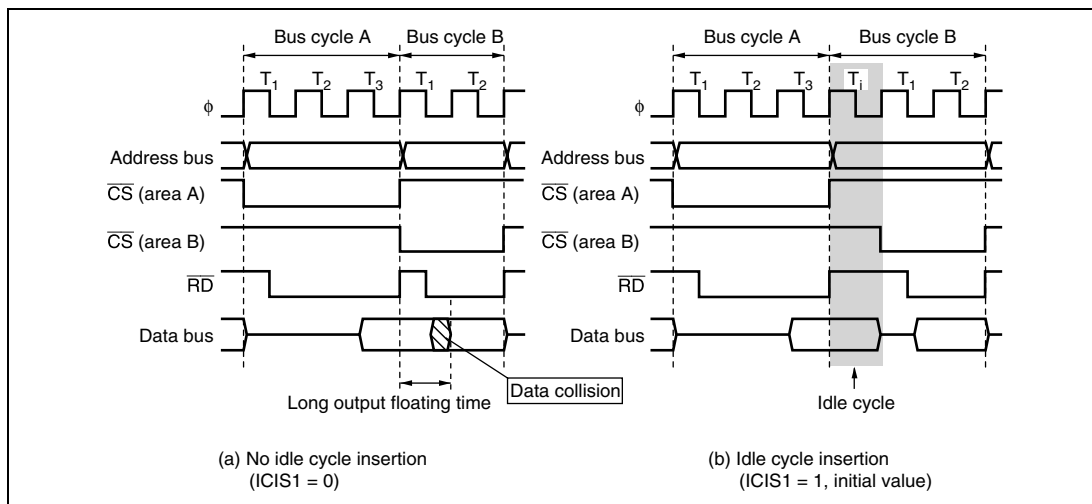 Bus cycle A Bus cycle B
T1 T2 T3 T1 T2
φ
Address bus
CS (area A)
CS (area B)
RD
Data bus
Data collision
Long output floating time
(a) No idle cycle insertion
(ICIS1 = 0)
Bus cycle A Bus cycle B
T1 T2 T3 Ti T1 T2
φ
Address bus
CS (area A)
CS (area B)
RD
Data bus
Idle cycle
(b) Idle cycle insertion
(ICIS1 = 1, initial value)